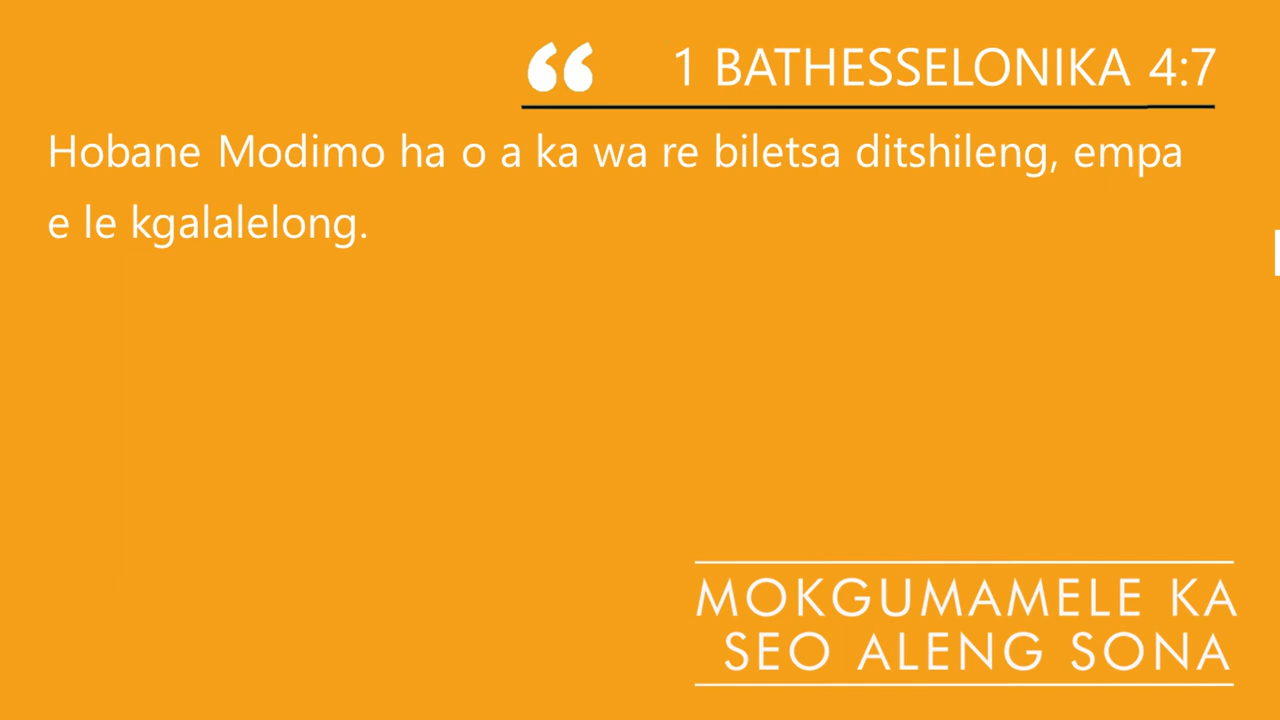 “ 1 BATHESSELONIKA 4:7
Hobane Modimo ha o a ka wa re biletsa ditshileng, empa
e le kgalalelong.
MOKGUMAMELE KA
SEO ALENG SONA